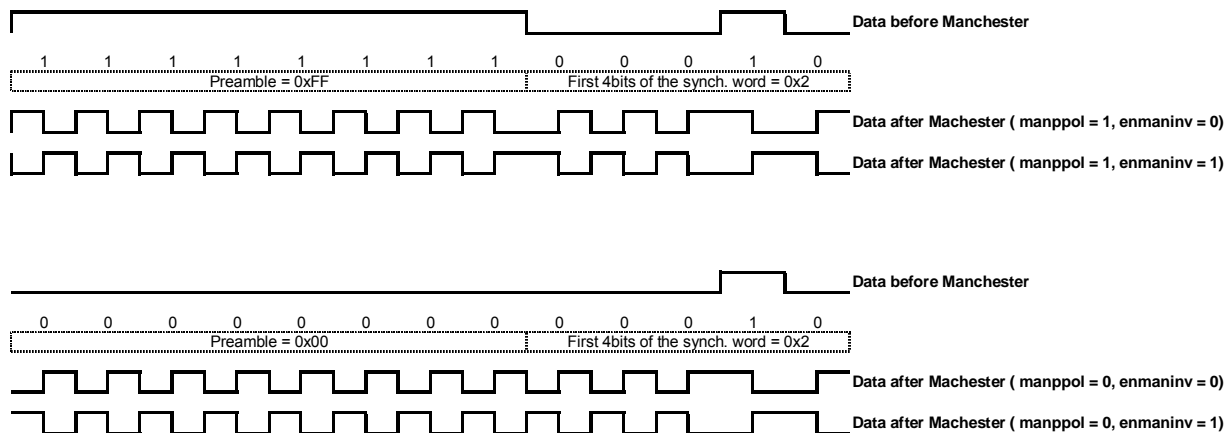 Data before Manchester
1 1 1 1 1 1 1 1 0 0 0 1 0
Preamble = 0xFF First 4bits of the synch. word = 0x2
Data after Machester ( manppol = 1, enmaninv = 0)
Data after Machester ( manppol = 1, enmaninv = 1)
Data before Manchester
0 0 0 0 0 0 0 0 0 0 0 1 0
Preamble = 0x00 First 4bits of the synch. word = 0x2
Data after Machester ( manppol = 0, enmaninv = 0)
Data after Machester ( manppol = 0, enmaninv = 1)